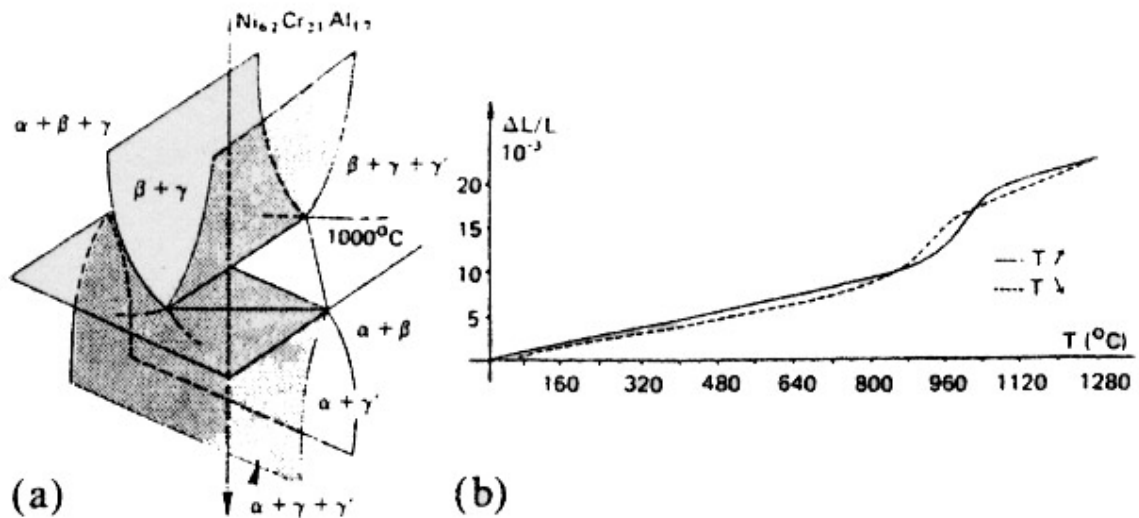 Ni₆₂Cr₂₁Al₁₇
α + β + γ
β + γ
β + γ + γ′
1000°C
α + β
α + γ′
α + γ + γ′
(a)
ΔL/L
10⁻³
20
15
10
5
T ↗
T ↘
T (°C)
160 320 480 640 800 960 1120 1280
(b)